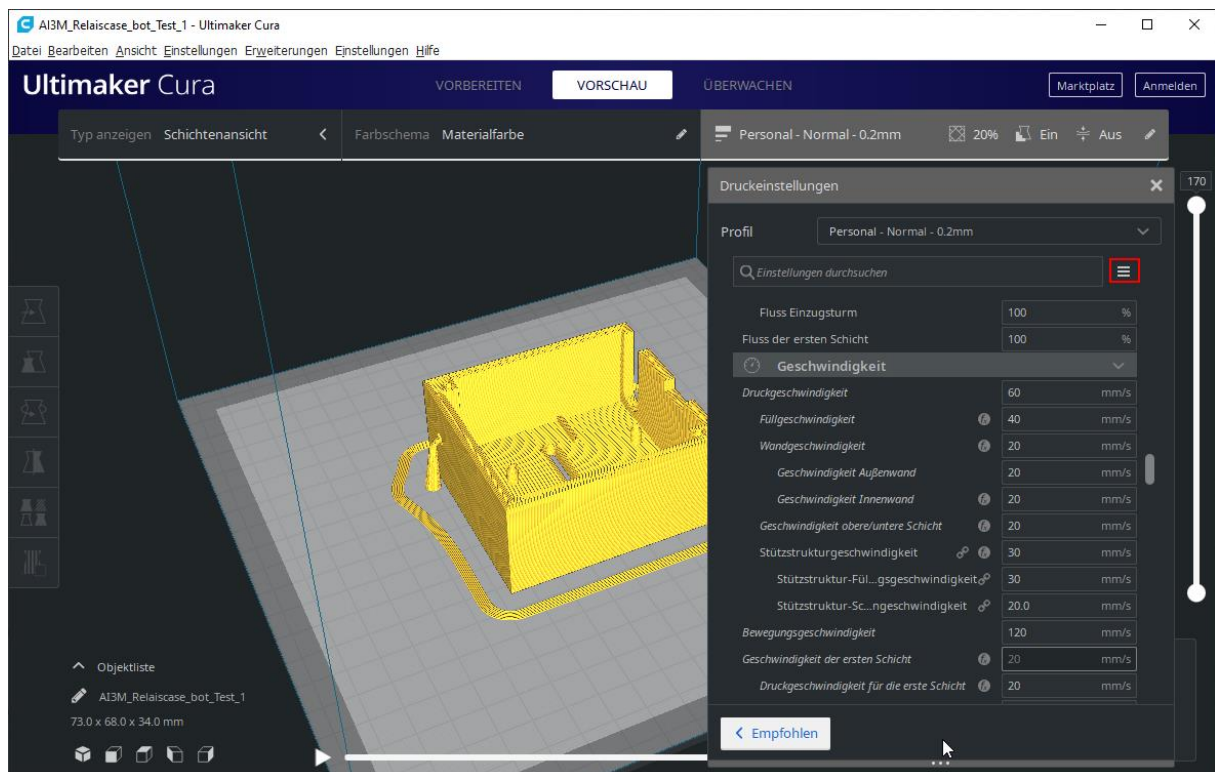 AI3M_Relaiscase_bot_Test_1 - Ultimaker Cura
Datei Bearbeiten Ansicht Einstellungen Erweiterungen Einstellungen Hilfe
Ultimaker Cura VORBEREITEN VORSCHAU ÜBERWACHEN Marktplatz Anmelden
Typ anzeigen Schichtenansicht Farbschema Materialfarbe Personal - Normal - 0.2mm 20% Ein Aus
Druckeinstellungen
170
Profil Personal - Normal - 0.2mm
Einstellungen durchsuchen
Fluss Einzugsturm 100 %
Fluss der ersten Schicht 100 %
Geschwindigkeit
Druckgeschwindigkeit 60 mm/s
Füllgeschwindigkeit 40 mm/s
Wandgeschwindigkeit 20 mm/s
Geschwindigkeit Außenwand 20 mm/s
Geschwindigkeit Innenwand 20 mm/s
Geschwindigkeit obere/untere Schicht 20 mm/s
Stützstrukturgeschwindigkeit 30 mm/s
Stützstruktur-Fül...gsgeschwindigkeit 30 mm/s
Stützstruktur-Sc...ngeschwindigkeit 20.0 mm/s
Bewegungsgeschwindigkeit 120 mm/s
Geschwindigkeit der ersten Schicht 20 mm/s
Druckgeschwindigkeit für die erste Schicht 20 mm/s
Objektliste
AI3M_Relaiscase_bot_Test_1
73.0 x 68.0 x 34.0 mm
Empfohlen